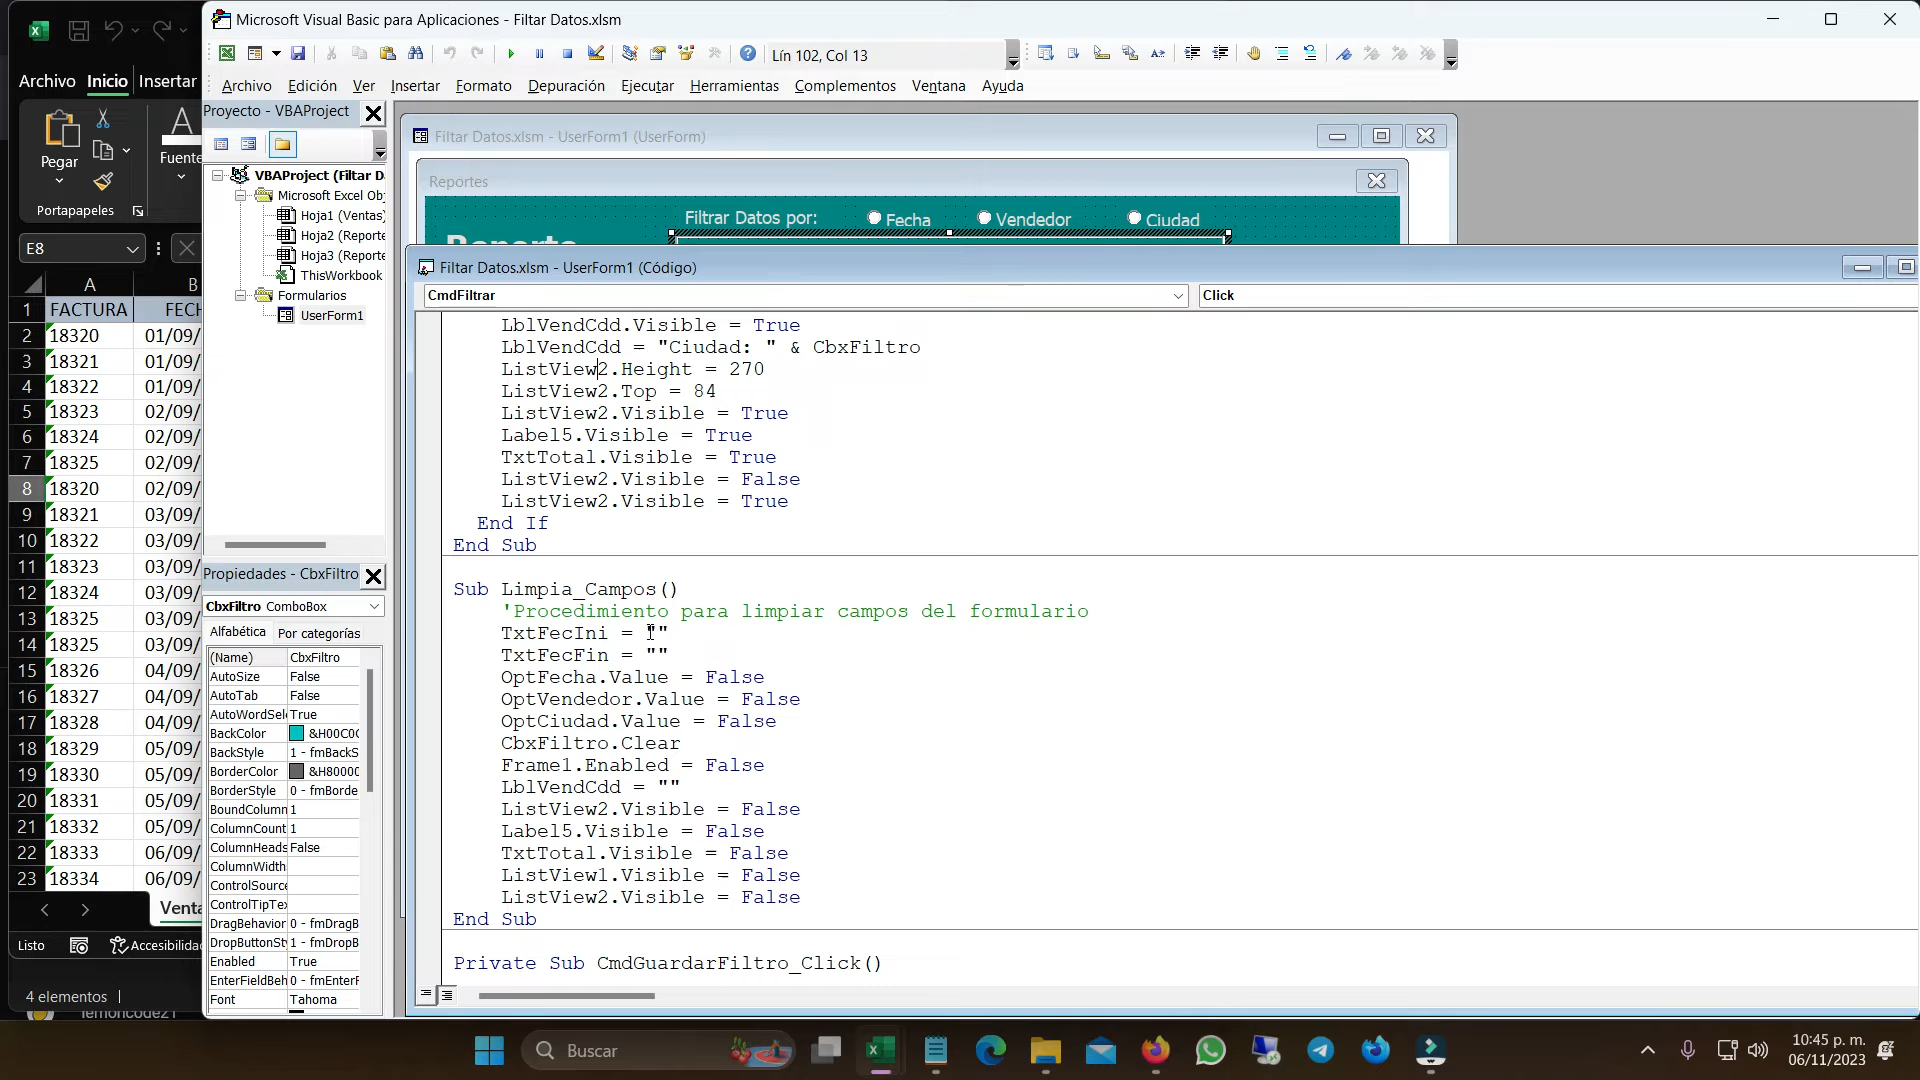 Microsoft Visual Basic para Aplicaciones - Filtar Datos.xlsm
Lín 102, Col 13
Archivo Edición Ver Insertar Formato Depuración Ejecutar Herramientas Complementos Ventana Ayuda
Archivo Inicio Insertar
Pegar
Fuente
Portapapeles
E8
A B
FACTURA FECH
1
2 18320 01/09/
3 18321 01/09/
4 18322 01/09/
5 18323 02/09/
6 18324 02/09/
7 18325 02/09/
8 18320 02/09/
9 18321 03/09/
10 18322 03/09/
11 18323 03/09/
12 18324 03/09/
13 18325 03/09/
14 18325 03/09/
15 18326 04/09/
16 18327 04/09/
17 18328 04/09/
18 18329 05/09/
19 18330 05/09/
20 18331 05/09/
21 18332 05/09/
22 18333 06/09/
23 18334 06/09/
Venta
Listo
Accesibilidad
4 elementos
lemoncode21
Proyecto - VBAProject
VBAProject (Filtar D
Microsoft Excel Obj
Hoja1 (Ventas)
Hoja2 (Reporte
Hoja3 (Reporte
ThisWorkbook
Formularios
UserForm1
Propiedades - CbxFiltro
CbxFiltro ComboBox
Alfabética Por categorías
(Name) CbxFiltro
AutoSize False
AutoTab False
AutoWordSel True
BackColor &H00C0C
BackStyle 1 - fmBackS
BorderColor &H80000
BorderStyle 0 - fmBorde
BoundColumn 1
ColumnCount 1
ColumnHeads False
ColumnWidths
ControlSource
ControlTipTex
DragBehavior 0 - fmDragB
DropButtonSty 1 - fmDropB
Enabled True
EnterFieldBeh 0 - fmEnterF
Font Tahoma
Filtar Datos.xlsm - UserForm1 (UserForm)
Reportes
Filtrar Datos por: Fecha Vendedor Ciudad
Reporte
Filtar Datos.xlsm - UserForm1 (Código)
CmdFiltrar Click
LblVendCdd.Visible = True
LblVendCdd = "Ciudad: " & CbxFiltro
ListView2.Height = 270
ListView2.Top = 84
ListView2.Visible = True
Label5.Visible = True
TxtTotal.Visible = True
ListView2.Visible = False
ListView2.Visible = True
End If
End Sub
Sub Limpia_Campos()
'Procedimiento para limpiar campos del formulario
TxtFecIni = ""
TxtFecFin = ""
OptFecha.Value = False
OptVendedor.Value = False
OptCiudad.Value = False
CbxFiltro.Clear
Frame1.Enabled = False
LblVendCdd = ""
ListView2.Visible = False
Label5.Visible = False
TxtTotal.Visible = False
ListView1.Visible = False
ListView2.Visible = False
End Sub
Private Sub CmdGuardarFiltro_Click()
Buscar
10:45 p. m.
06/11/2023